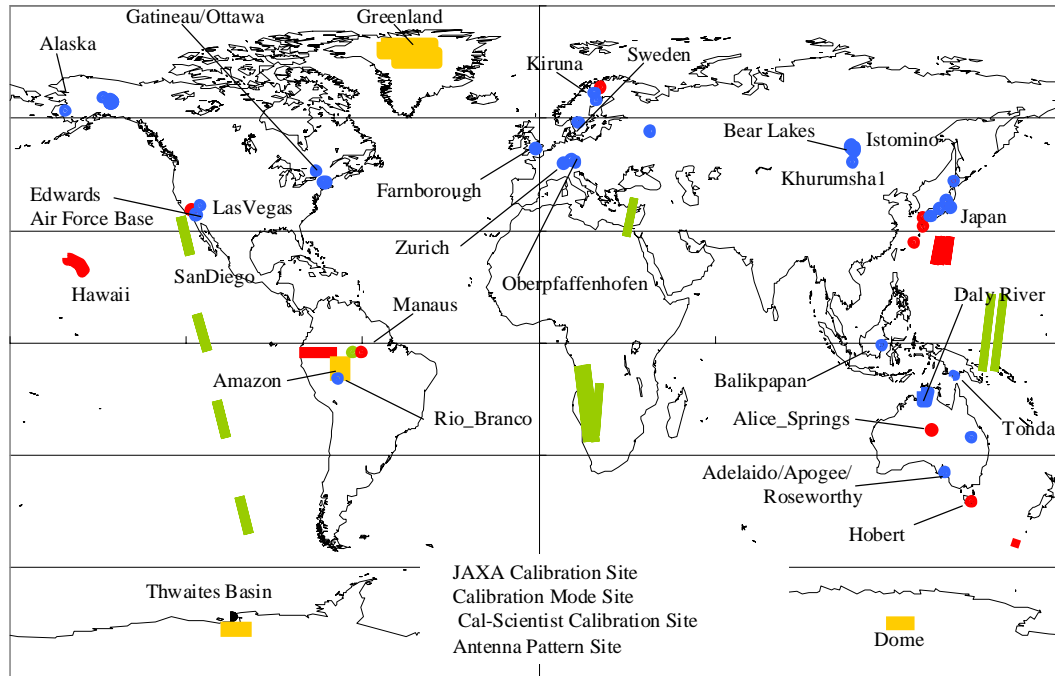 Gatineau/Ottawa
Greenland
Alaska
Sweden
Kiruna
Bear Lakes
Istomino
Farnborough
Khurumsha1
Edwards
Air Force Base
LasVegas
Japan
Zurich
SanDiego
Oberpfaffenhofen
Hawaii
Daly River
Manaus
Amazon
Balikpapan
Rio_Branco
Alice_Springs
Tonda
Adelaido/Apogee/
Roseworthy
Hobert
JAXA Calibration Site
Calibration Mode Site
Cal-Scientist Calibration Site
Antenna Pattern Site
Thwaites Basin
Dome